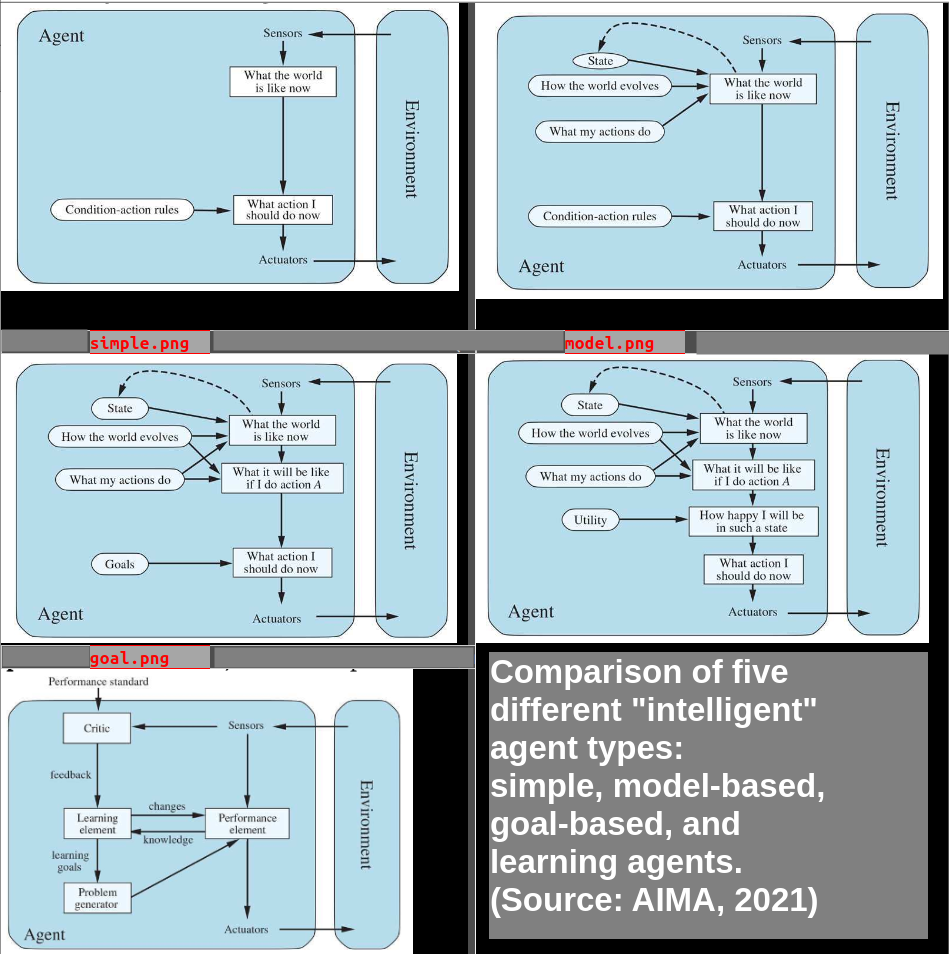 Agent
Sensors
What the world
is like now
Environment
Condition-action rules
What action I
should do now
Actuators
Sensors
State
What the world
is like now
How the world evolves
What my actions do
Environment
Condition-action rules
What action I
should do now
Agent
Actuators
simple.png
model.png
Sensors
State
What the world
is like now
How the world evolves
What my actions do
What it will be like
if I do action A
Environment
Goals
What action I
should do now
Agent
Actuators
Sensors
State
What the world
is like now
How the world evolves
What my actions do
What it will be like
if I do action A
Environment
Utility
How happy I will be
in such a state
What action I
should do now
Agent
Actuators
goal.png
Performance standard
Critic
Sensors
feedback
Environment
Learning
element
changes
knowledge
Performance
element
learning
goals
Problem
generator
Agent
Actuators
Comparison of five
different "intelligent"
agent types:
simple, model-based,
goal-based, and
learning agents.
(Source: AIMA, 2021)